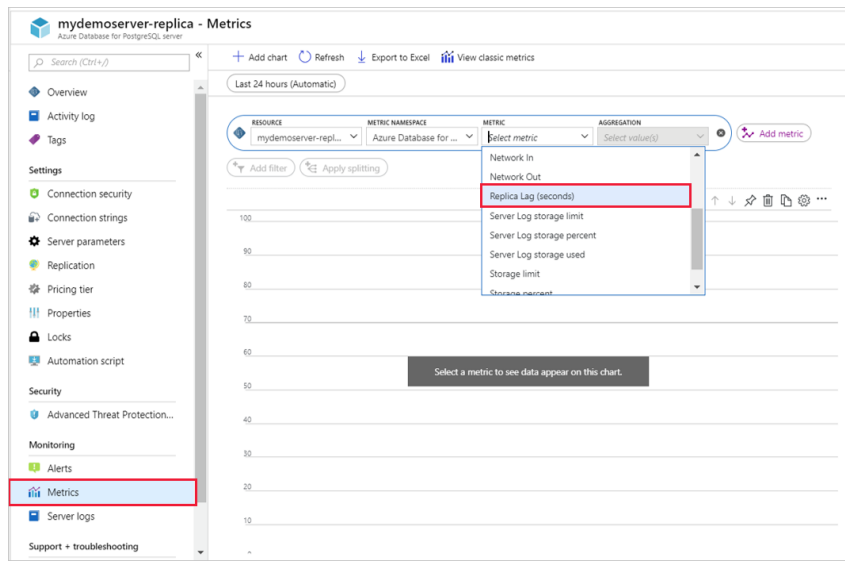 mydemoserver-replica - Metrics
Azure Database for PostgreSQL server
Search (Ctrl+/)
Overview
Activity log
Tags
Settings
Connection security
Connection strings
Server parameters
Replication
Pricing tier
Properties
Locks
Automation script
Security
Advanced Threat Protection...
Monitoring
Alerts
Metrics
Server logs
Support + troubleshooting
Add chart Refresh Export to Excel View classic metrics
Last 24 hours (Automatic)
RESOURCE METRIC NAMESPACE METRIC AGGREGATION
mydemoserver-repl... Azure Database for ... Select metric Select value(s) Add metric
Add filter Apply splitting
Network In
Network Out
Replica Lag (seconds)
Server Log storage limit
Server Log storage percent
Server Log storage used
Storage limit
Storage percent
100
90
80
70
60
Select a metric to see data appear on this chart.
50
40
30
20
10